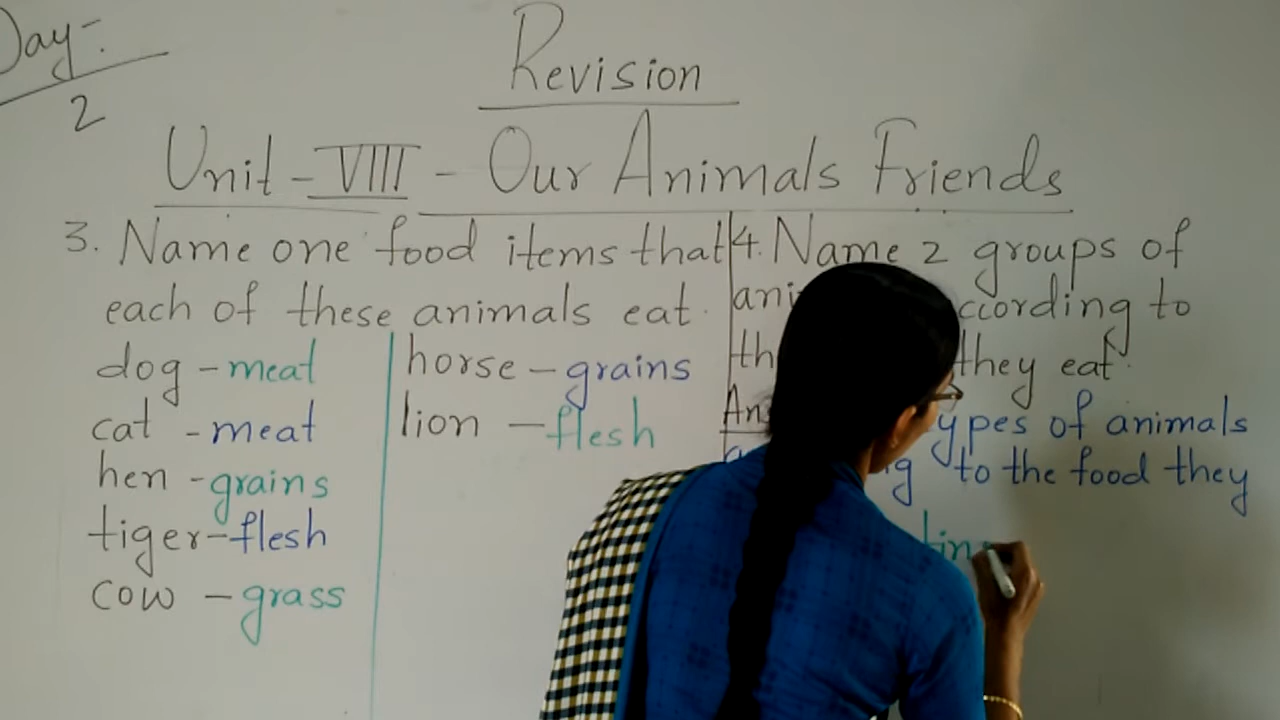 Day-:
2
Revision
Unit - VIII - Our Animals Friends
3. Name one food items that
each of these animals eat.
dog - meat
cat - meat
hen - grains
tiger - flesh
cow - grass
horse - grains
lion - flesh
4. Name 2 groups of
to
they eat.
of animals
to the food they